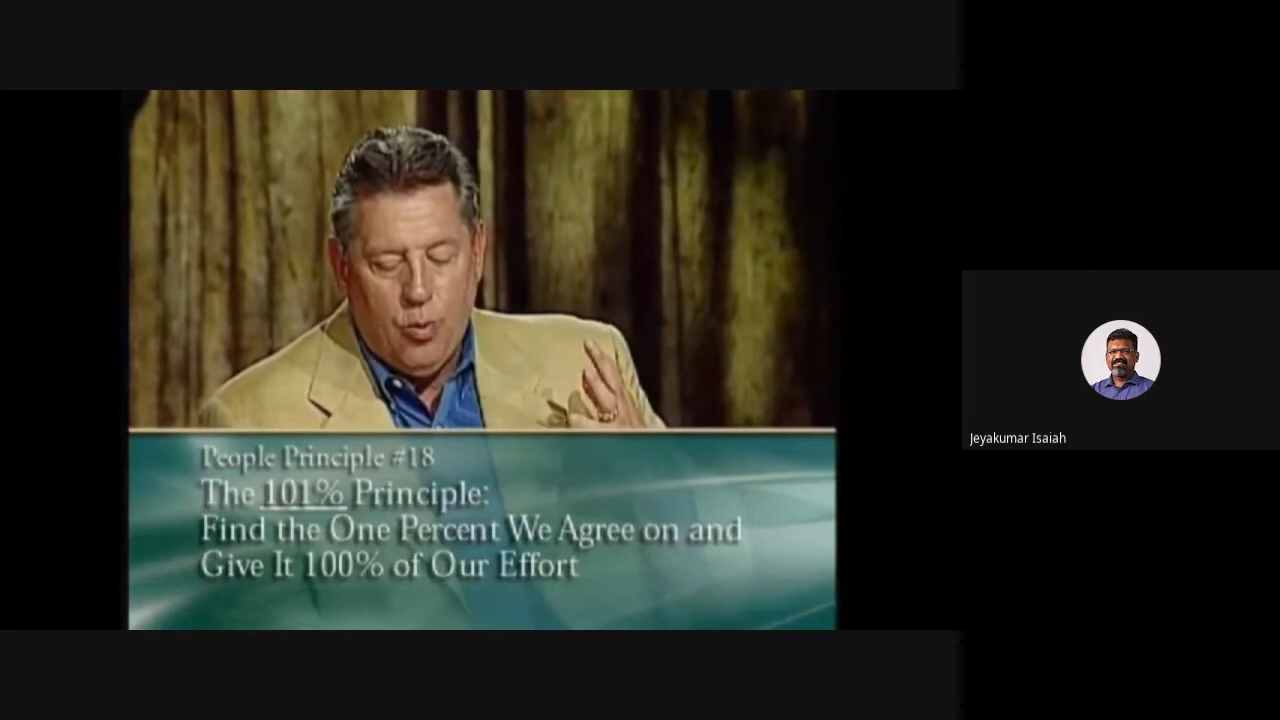 People Principle #18
The 101% Principle:
Find the One Percent We Agree on and
Give It 100% of Our Effort
Jeyakumar Isaiah